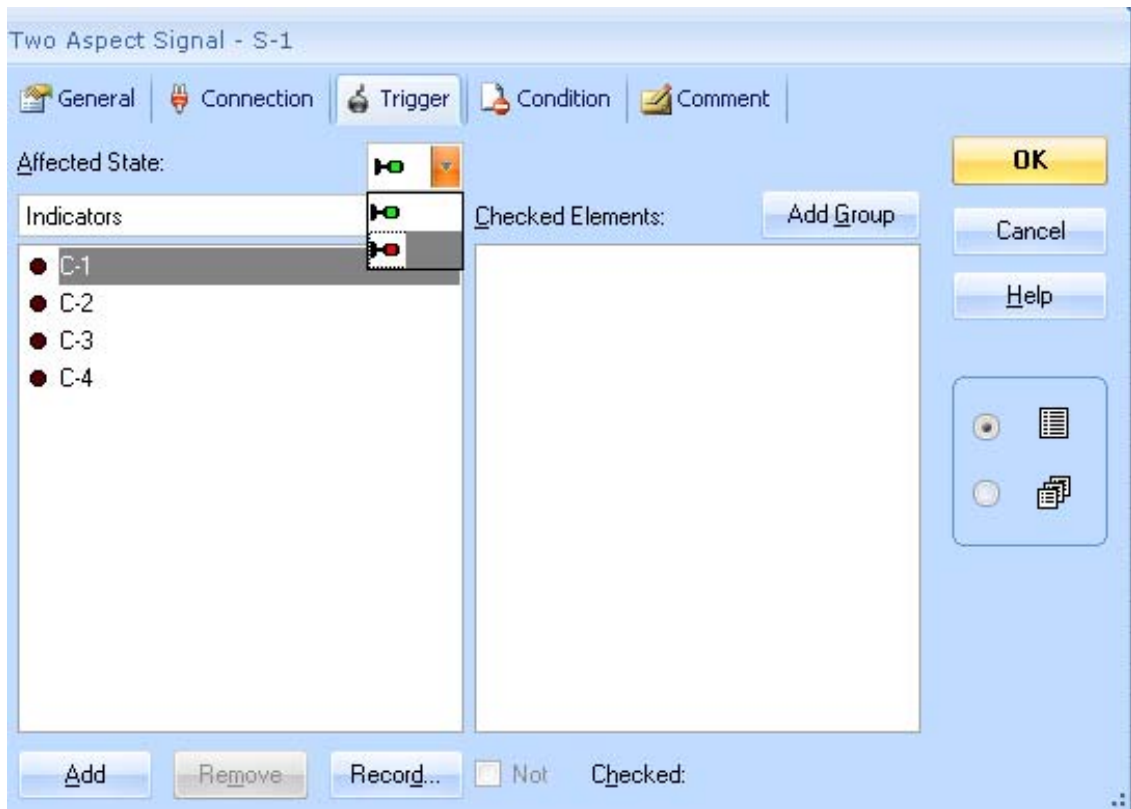 Two Aspect Signal - S-1
General Connection Trigger Condition Comment
Affected State:
OK
Indicators
Checked Elements:
Add Group
Cancel
C-1
C-2
C-3
C-4
Help
Add Remove Record... Not Checked: